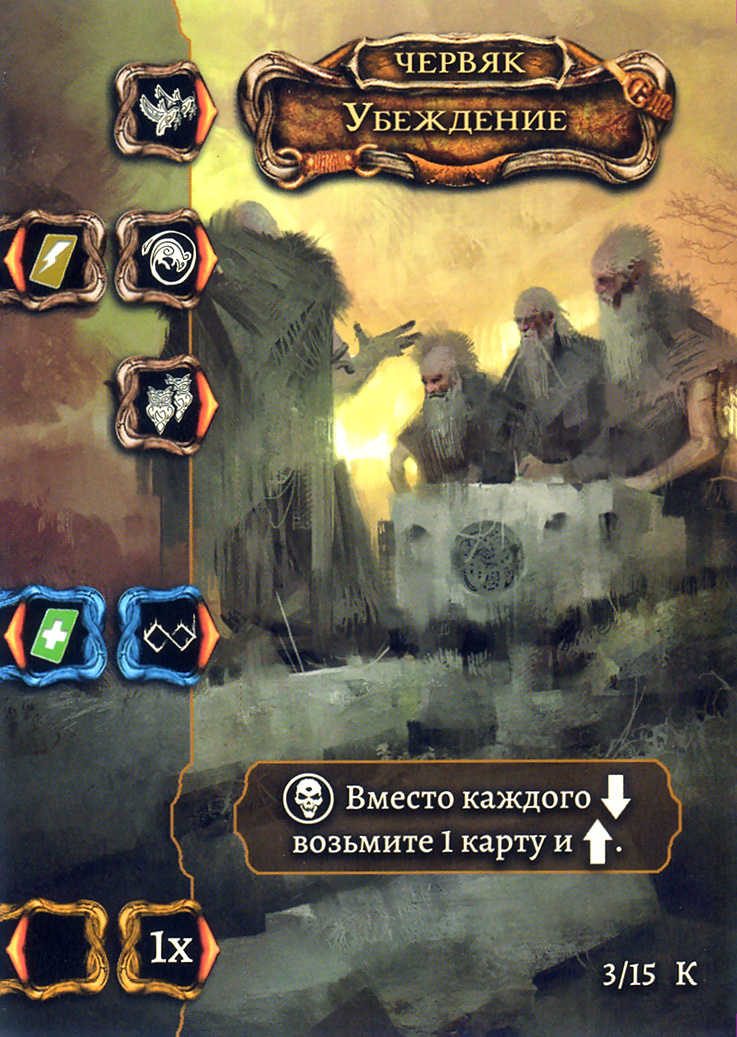 ЧЕРВЯК
УБЕЖДЕНИЕ
Вместо каждого
возьмите 1 карту и .
1x
3/15 К